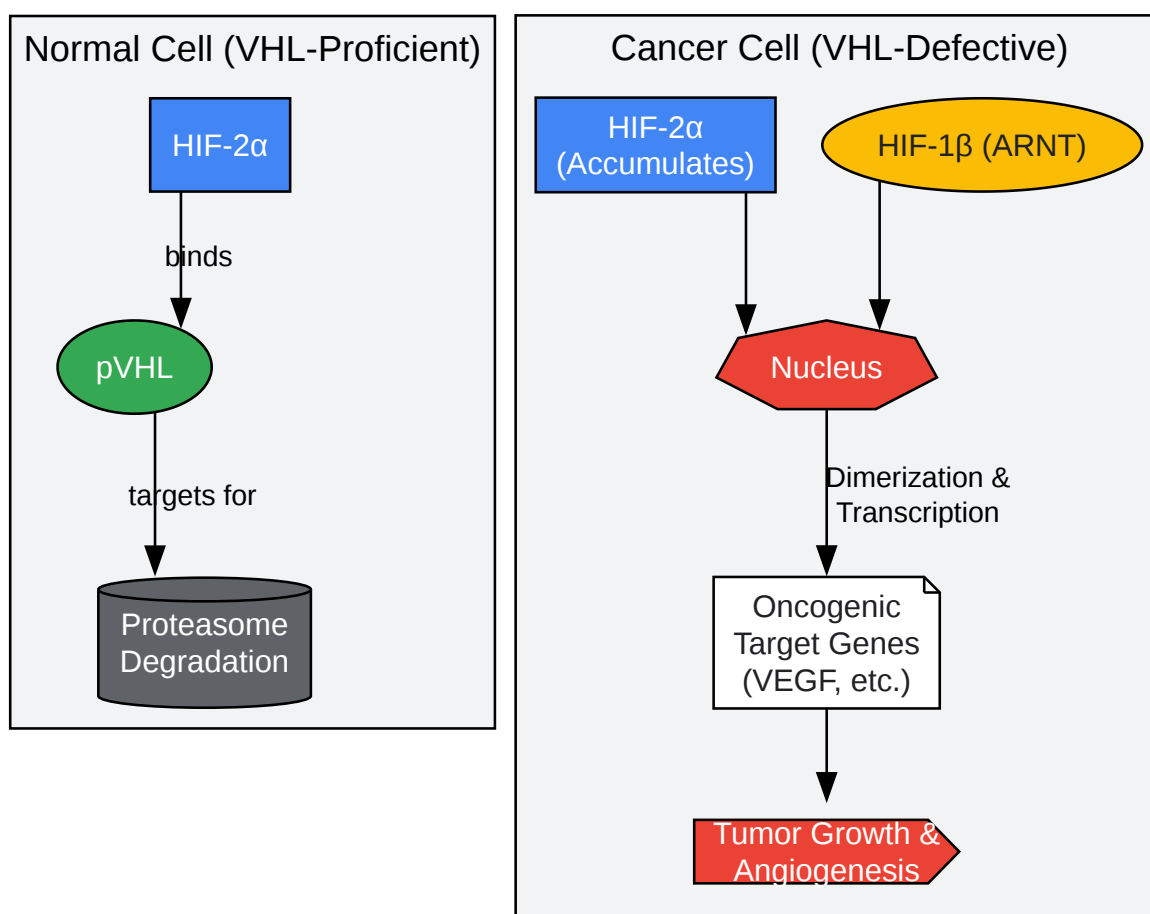 Normal Cell (VHL-Proficient)
HIF-2α
binds
pVHL
targets for
Proteasome
Degradation
Cancer Cell (VHL-Defective)
HIF-2α
(Accumulates)
HIF-1β (ARNT)
Nucleus
Dimerization &
Transcription
Oncogenic
Target Genes
(VEGF, etc.)
Tumor Growth &
Angiogenesis